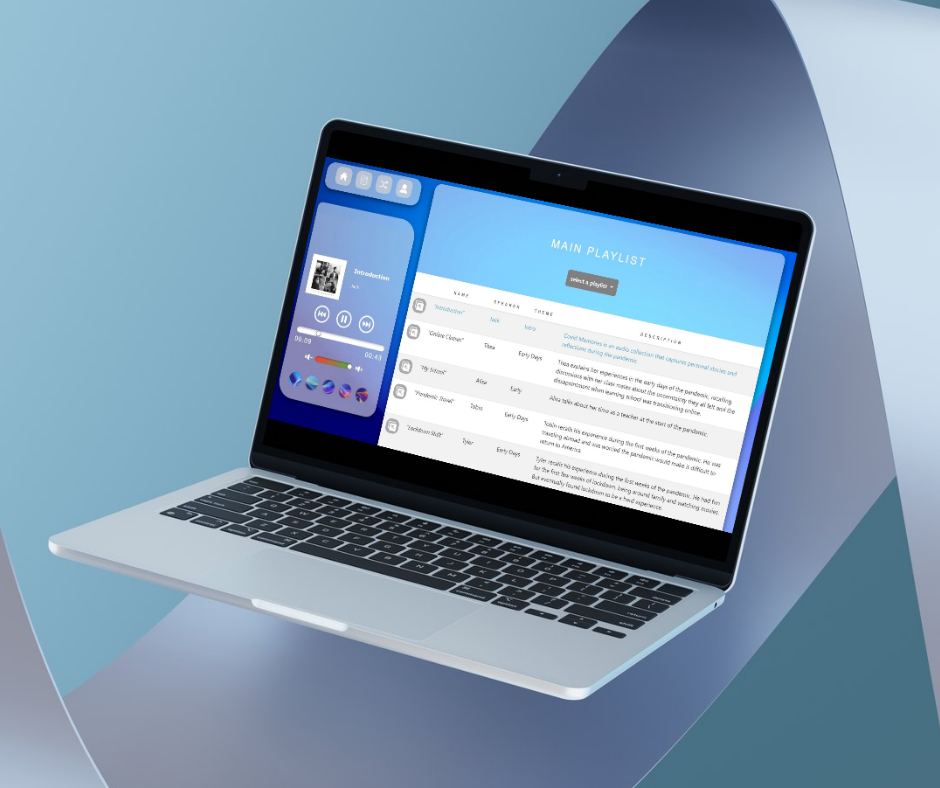 MAIN PLAYLIST
select a playlist
Introduction
Jack
00:09
00:43
NAME
SPEAKER
THEME
DESCRIPTION
"Introduction"
Jack
Intro
Covid Memories is an audio collection that captures personal stories and
reflections during the pandemic.
"Online Classes"
Thea
Early Days
Thea explains her experiences in the early days of the pandemic, recalling
discussions with her class mates about the uncertainty they all felt and the
disappointment when learning school was transitioning online.
"My School"
Alice
Early
Alice talks about her time as a teacher at the start of the pandemic.
"Pandemic Travel"
Tobin
Early Days
Tobin recalls his experience during the first weeks of the pandemic. He was
traveling abroad and was worried the pandemic would make it difficult to
return to America.
"Lockdown Stuff"
Tyler
Early Days
Tyler recalls his experience during the first weeks of the pandemic. He had fun
for the first few weeks of lockdown, being around family and watching movies.
But eventually found lockdown to be a hard experience.